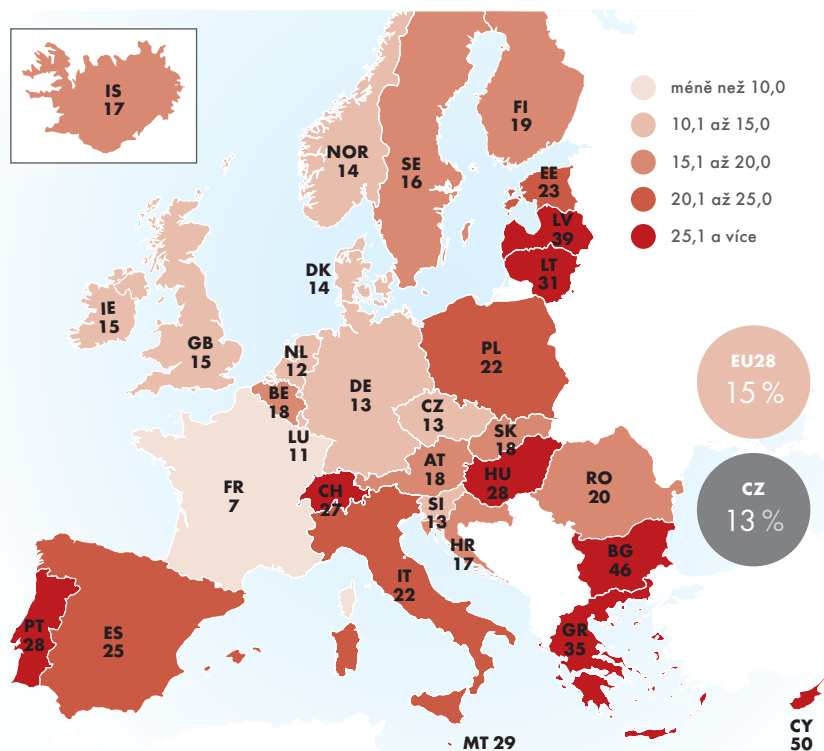 IS
17
méně než 10,0
10,1 až 15,0
15,1 až 20,0
20,1 až 25,0
25,1 a více
FI
19
NOR
14
SE
16
EE
23
LV
39
LT
31
DK
14
IE
15
GB
15
NL
12
BE
18
LU
11
DE
13
PL
22
CZ
13
SK
18
AT
18
HU
28
RO
20
EU28
15 %
CZ
13 %
FR
7
CH
27
SI
13
HR
17
IT
22
BG
46
GR
35
PT
28
ES
25
MT 29
CY
50